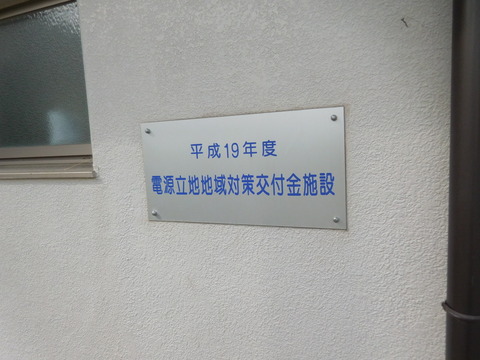 平成19年度
電源立地地域対策交付金施設